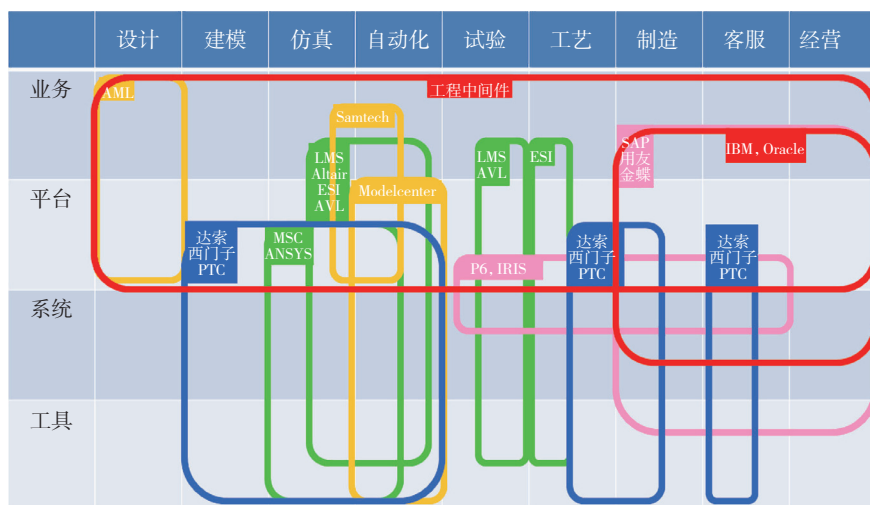 设计 建模 仿真 自动化 试验 工艺 制造 客服 经营
业务
AML
工程中间件
Samtech
LMS
Altair
ESI
AVL
LMS
AVL
ESI
SAP
用友
金蝶
IBM, Oracle
平台
Modelcenter
达索
西门子
PTC
MSC
ANSYS
P6, IRIS
达索
西门子
PTC
达索
西门子
PTC
系统
工具